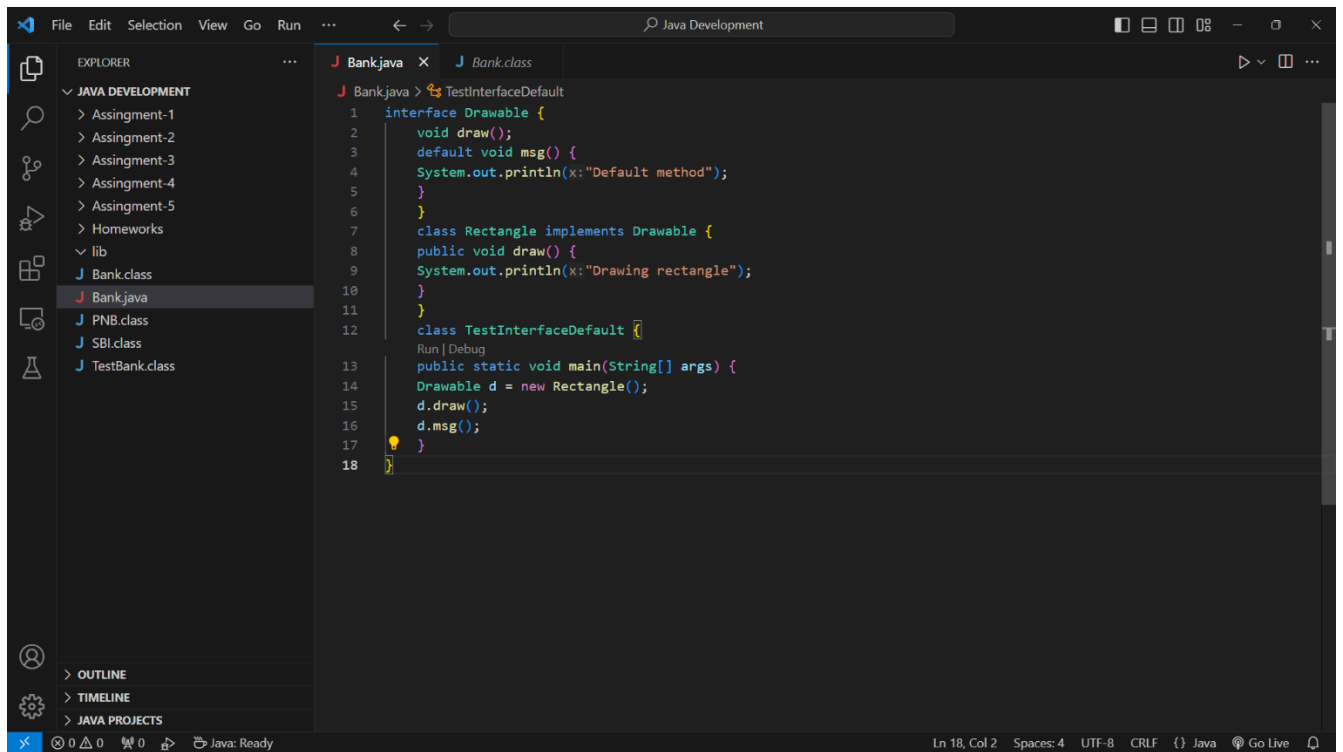 File Edit Selection View Go Run ··· Java Development
EXPLORER ···
JAVA DEVELOPMENT
Assingment-1
Assingment-2
Assingment-3
Assingment-4
Assingment-5
Homeworks
lib
J Bank.class
J Bank.java
J PNB.class
J SBI.class
J TestBank.class
OUTLINE
TIMELINE
JAVA PROJECTS
J Bank.java × J Bank.class
J Bank.java > TestInterfaceDefault
1 interface Drawable {
2 void draw();
3 default void msg() {
4 System.out.println(x:"Default method");
5 }
6 }
7 class Rectangle implements Drawable {
8 public void draw() {
9 System.out.println(x:"Drawing rectangle");
10 }
11 }
12 class TestInterfaceDefault {
Run | Debug
13 public static void main(String[] args) {
14 Drawable d = new Rectangle();
15 d.draw();
16 d.msg();
17 }
18 }
0 0 0 Java: Ready Ln 18, Col 2 Spaces: 4 UTF-8 CRLF {} Java Go Live